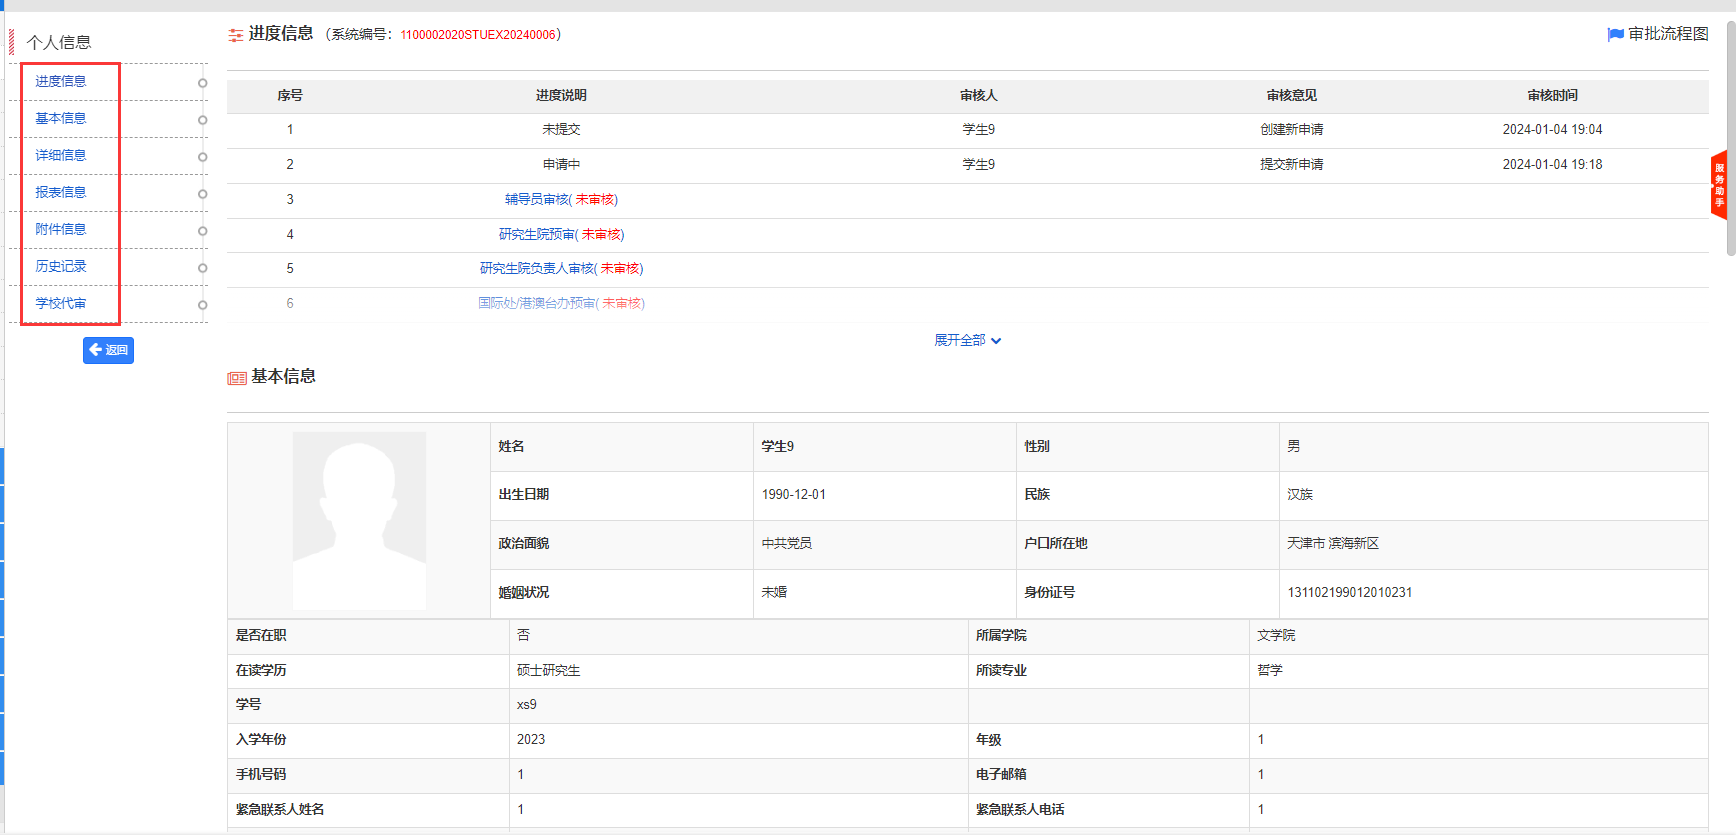 个人信息
进度信息
基本信息
详细信息
报表信息
附件信息
历史记录
学校代审
返回
进度信息 （系统编号：1100002020STUEX20240006）
审批流程图
序号 进度说明 审核人 审核意见 审核时间
1 未提交 学生9 创建新申请 2024-01-04 19:04
2 申请中 学生9 提交新申请 2024-01-04 19:18
3 辅导员审核( 未审核)
4 研究生院预审( 未审核)
5 研究生院负责人审核( 未审核)
6 国际处/港澳台办预审( 未审核)
展开全部
服务助手
基本信息
姓名 学生9 性别 男
出生日期 1990-12-01 民族 汉族
政治面貌 中共党员 户口所在地 天津市 滨海新区
婚姻状况 未婚 身份证号 131102199012010231
是否在职 否 所属学院 文学院
在读学历 硕士研究生 所读专业 哲学
学号 xs9
入学年份 2023 年级 1
手机号码 1 电子邮箱 1
紧急联系人姓名 1 紧急联系人电话 1